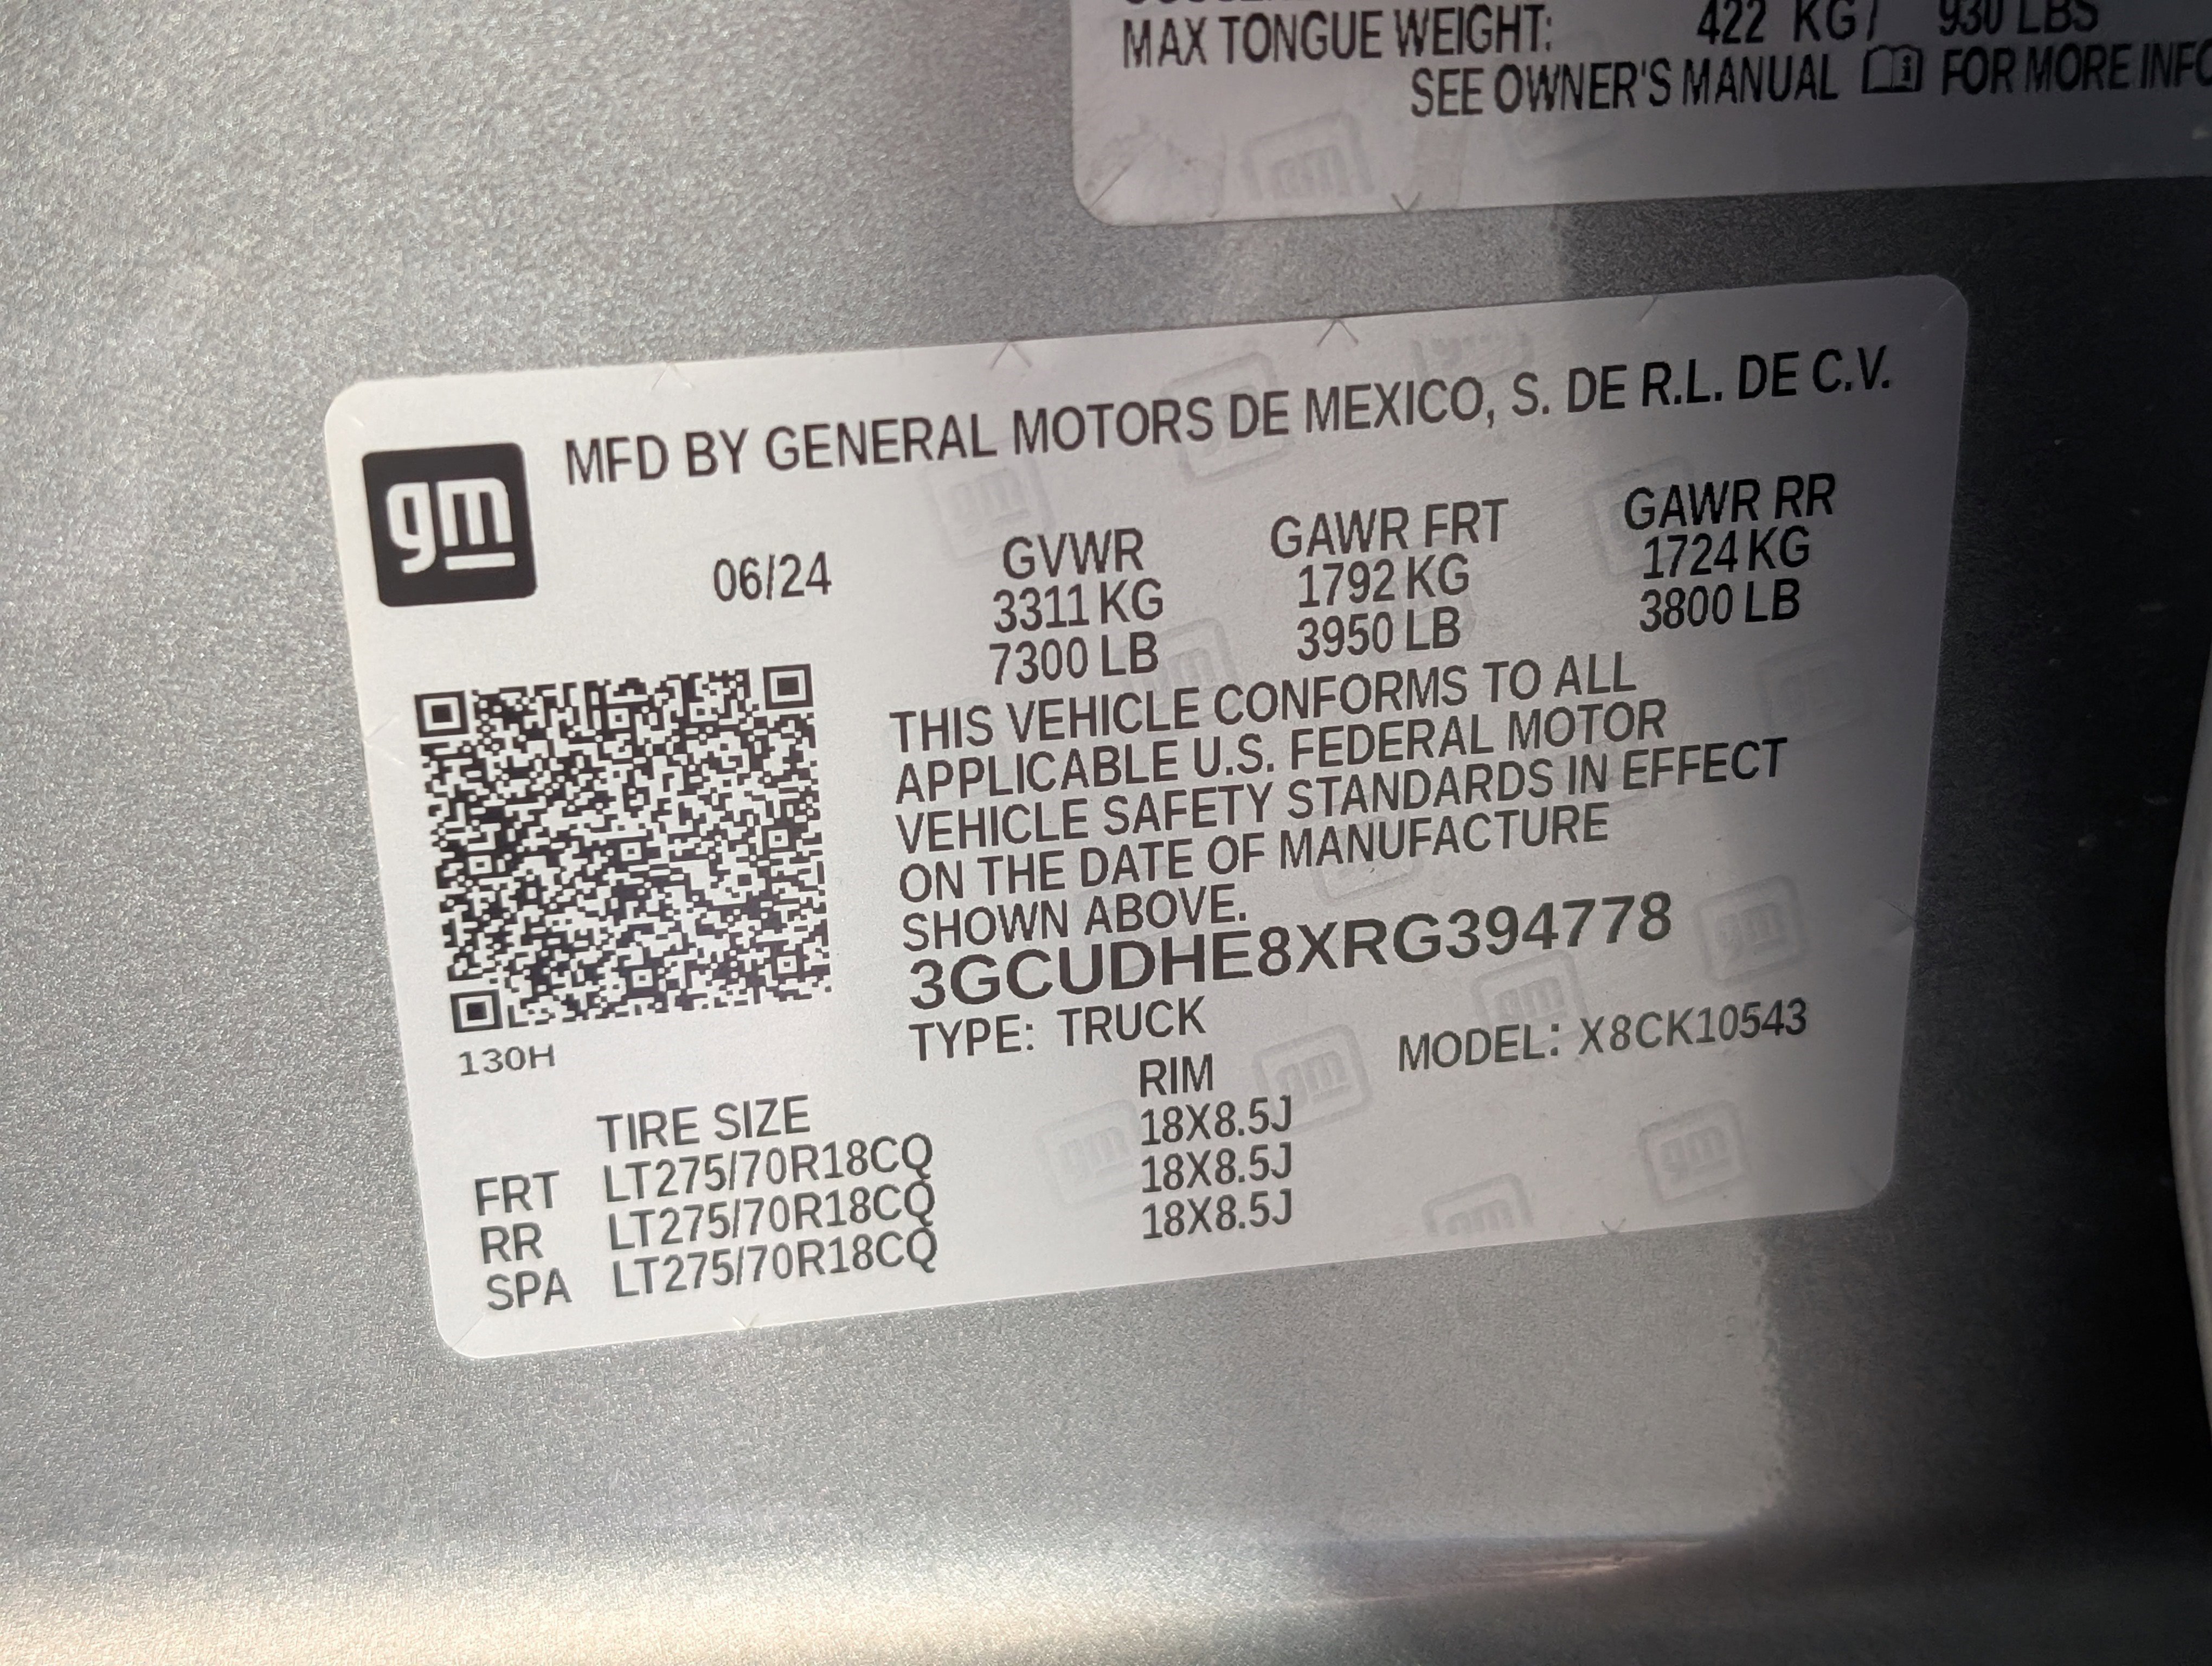 MAX TONGUE WEIGHT: 422 KG / 930 LBS
SEE OWNER'S MANUAL FOR MORE INFO
gm
MFD BY GENERAL MOTORS DE MEXICO, S. DE R.L. DE C.V.
06/24 GVWR GAWR FRT GAWR RR
3311 KG 1792 KG 1724 KG
7300 LB 3950 LB 3800 LB
THIS VEHICLE CONFORMS TO ALL
APPLICABLE U.S. FEDERAL MOTOR
VEHICLE SAFETY STANDARDS IN EFFECT
ON THE DATE OF MANUFACTURE
SHOWN ABOVE.
3GCUDHE8XRG394778
TYPE: TRUCK MODEL: X8CK10543
130H
TIRE SIZE RIM
FRT LT275/70R18CQ 18X8.5J
RR LT275/70R18CQ 18X8.5J
SPA LT275/70R18CQ 18X8.5J